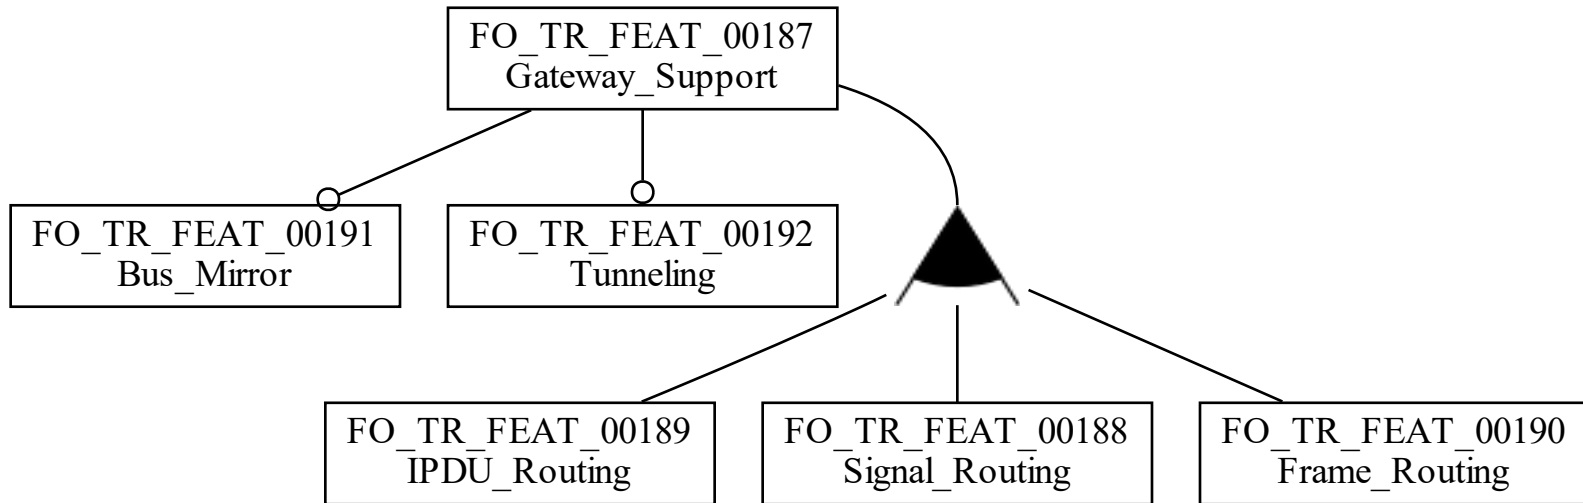 FO_TR_FEAT_00187
Gateway_Support
FO_TR_FEAT_00191
Bus_Mirror
FO_TR_FEAT_00192
Tunneling
FO_TR_FEAT_00189
IPDU_Routing
FO_TR_FEAT_00188
Signal_Routing
FO_TR_FEAT_00190
Frame_Routing